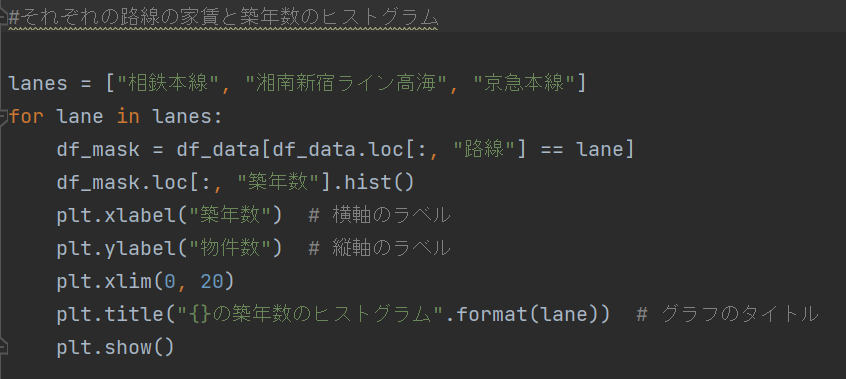 #それぞれの路線の家賃と築年数のヒストグラム
lanes = ["相鉄本線", "湘南新宿ライン高海", "京急本線"]
for lane in lanes:
    df_mask = df_data[df_data.loc[:, "路線"] == lane]
    df_mask.loc[:, "築年数"].hist()
    plt.xlabel("築年数")  # 横軸のラベル
    plt.ylabel("物件数")  # 縦軸のラベル
    plt.xlim(0, 20)
    plt.title("{}の築年数のヒストグラム".format(lane))  # グラフのタイトル
    plt.show()